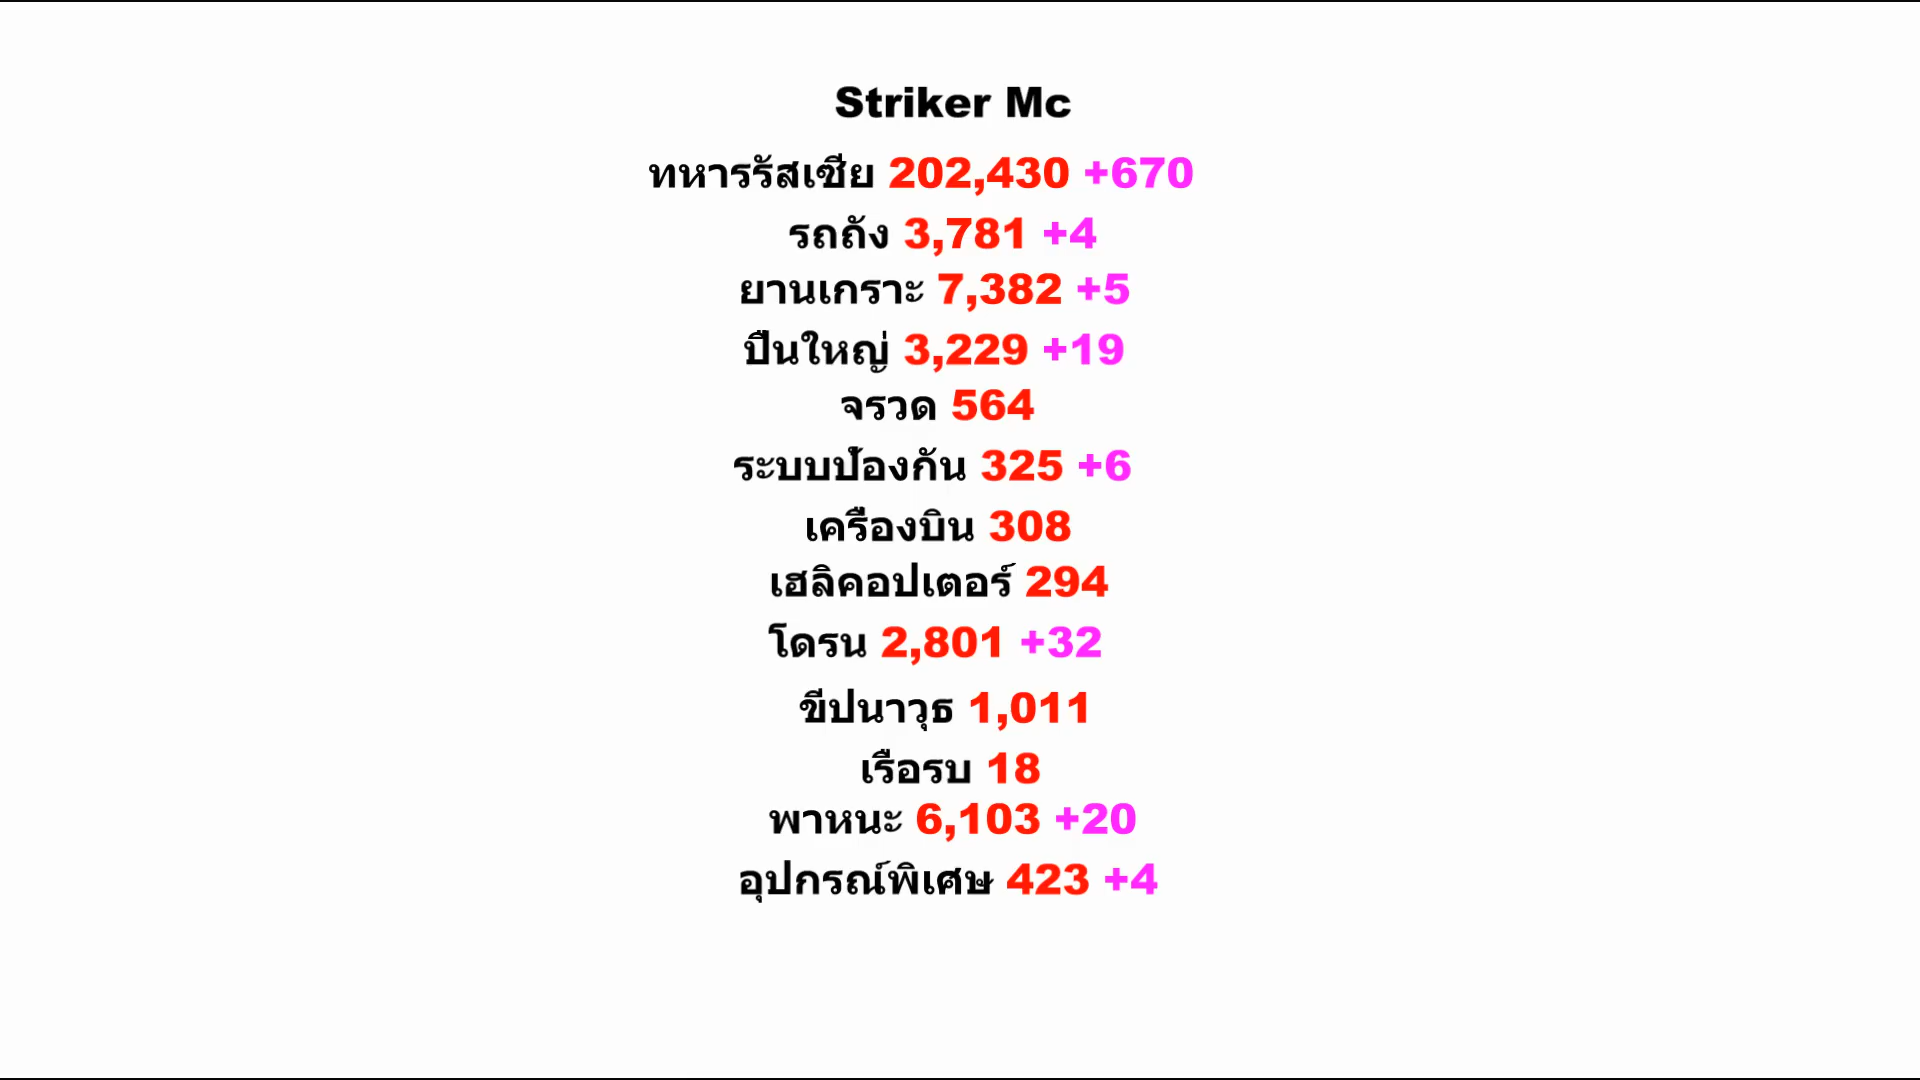 Striker Mc
ทหารรัสเซีย 202,430 +670
รถถัง 3,781 +4
ยานเกราะ 7,382 +5
ปืนใหญ่ 3,229 +19
จรวด 564
ระบบป้องกัน 325 +6
เครื่องบิน 308
เฮลิคอปเตอร์ 294
โดรน 2,801 +32
ขีปนาวุธ 1,011
เรือรบ 18
พาหนะ 6,103 +20
อุปกรณ์พิเศษ 423 +4